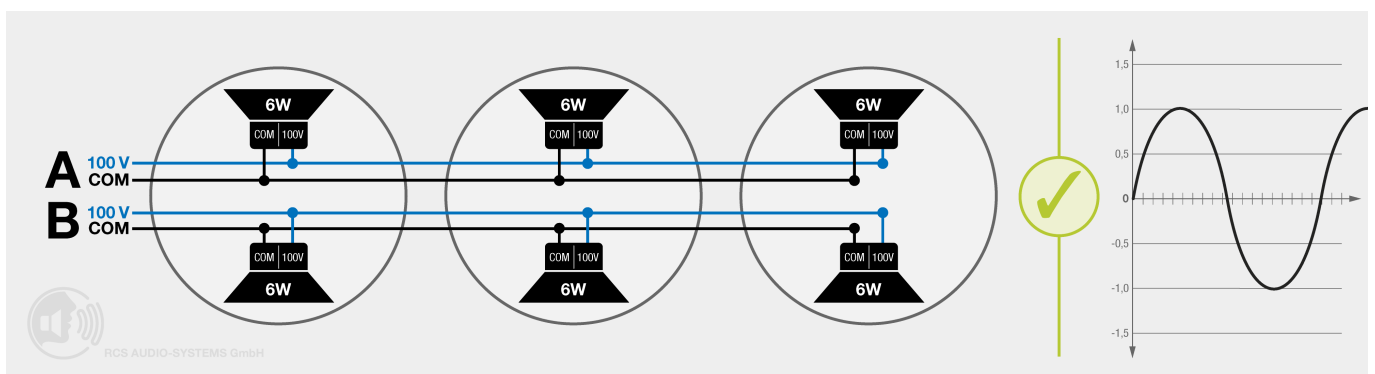 6W 6W 6W
COM 100V COM 100V COM 100V
A 100 V
COM
B 100 V
COM
COM 100V COM 100V COM 100V
6W 6W 6W
RCS AUDIO-SYSTEMS GmbH
1,5
1,0
0,5
0
-0,5
-1,0
-1,5